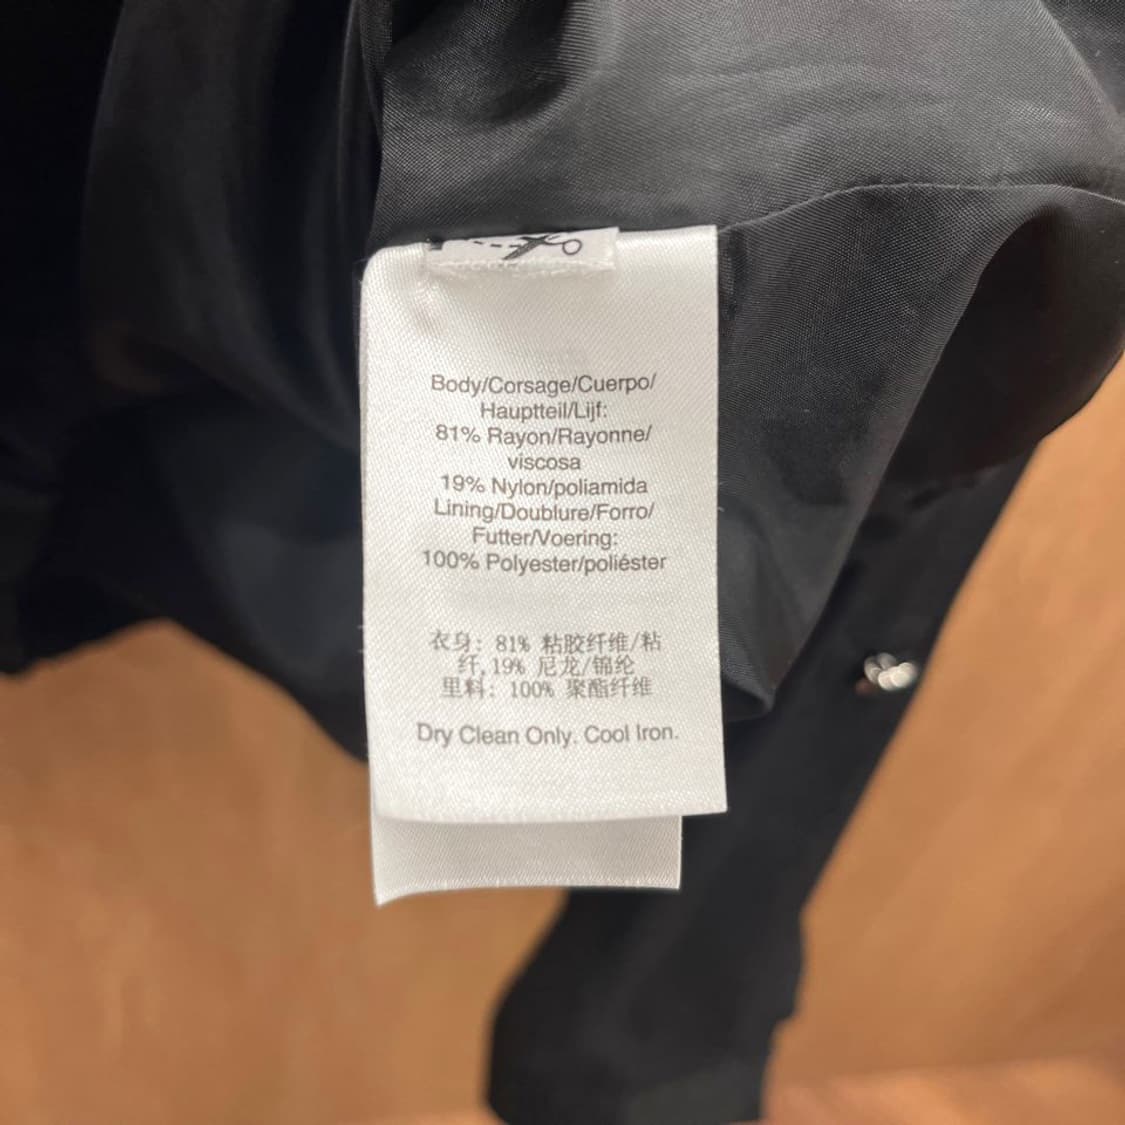 Body/Corsage/Cuerpo/
Hauptteil/Lijf:
81% Rayon/Rayonne/
viscosa
19% Nylon/poliamida
Lining/Doublure/Forro/
Futter/Voering:
100% Polyester/poliéster
衣身: 81% 粘胶纤维/粘
纤,19% 尼龙/锦纶
里料: 100% 聚酯纤维
Dry Clean Only. Cool Iron.